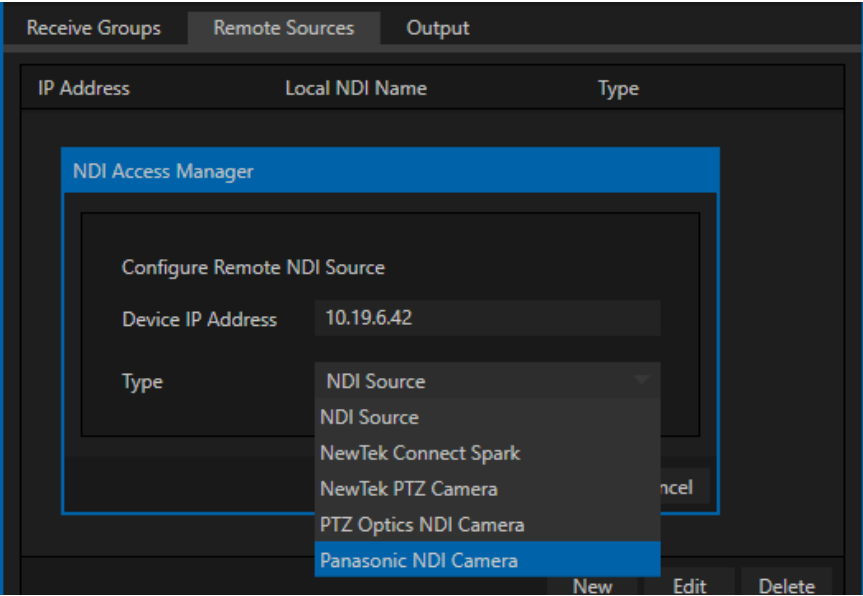 Receive Groups Remote Sources Output
IP Address Local NDI Name Type
NDI Access Manager
Configure Remote NDI Source
Device IP Address 10.19.6.42
Type NDI Source
NDI Source
NewTek Connect Spark
NewTek PTZ Camera
ncel
PTZ Optics NDI Camera
Panasonic NDI Camera
New Edit Delete